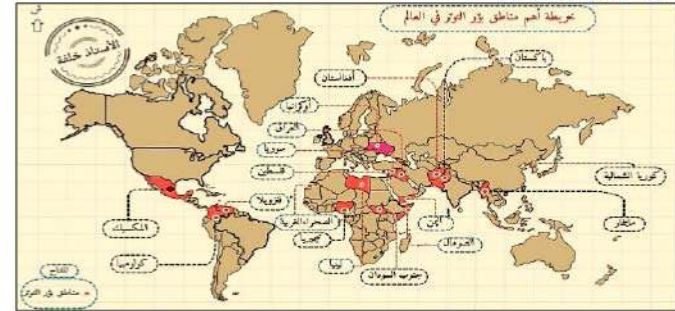 خريطة أهم مناطق بؤر التوتر في العالم
الأستاذ خلفة
باكستان
أفغانستان
أوكرانيا
العراق
سوريا
فلسطين
كوريا الشمالية
فنزويلا
الصحراء الغربية
المكسيك
نيجيريا
اليمن
الصومال
ليبيا
كولومبيا
جنوب السودان
المفتاح
مناطق بؤر التوتر